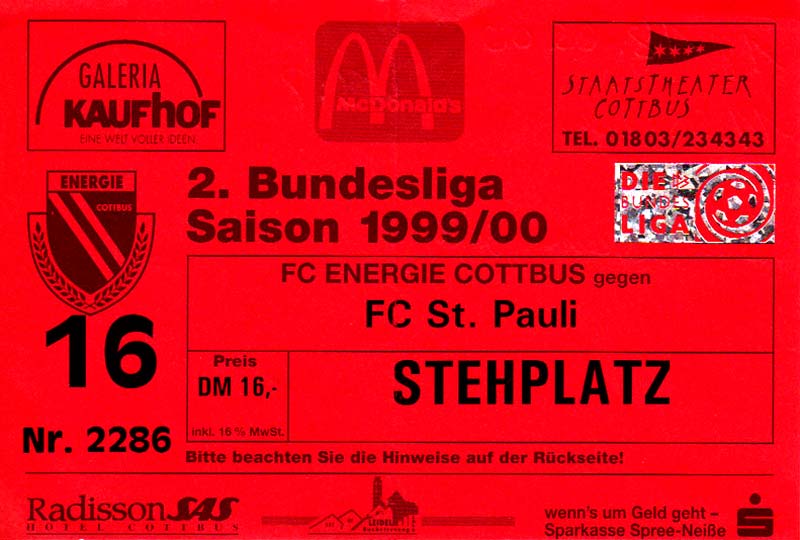 GALERIA
KAUFHOF
EINE WELT VOLLER IDEEN.
McDonald's
STAATSTHEATER
COTTBUS
TEL. 01803/234343
ENERGIE
COTTBUS
2. Bundesliga
Saison 1999/00
DIE
BUNDES
LIGA
FC ENERGIE COTTBUS gegen
FC St. Pauli
16
Preis
DM 16,-
inkl. 16 % MwSt.
STEHPLATZ
Nr. 2286
Bitte beachten Sie die Hinweise auf der Rückseite!
Radisson SAS
HOTEL COTTBUS
wenn's um Geld geht –
Sparkasse Spree-Neiße